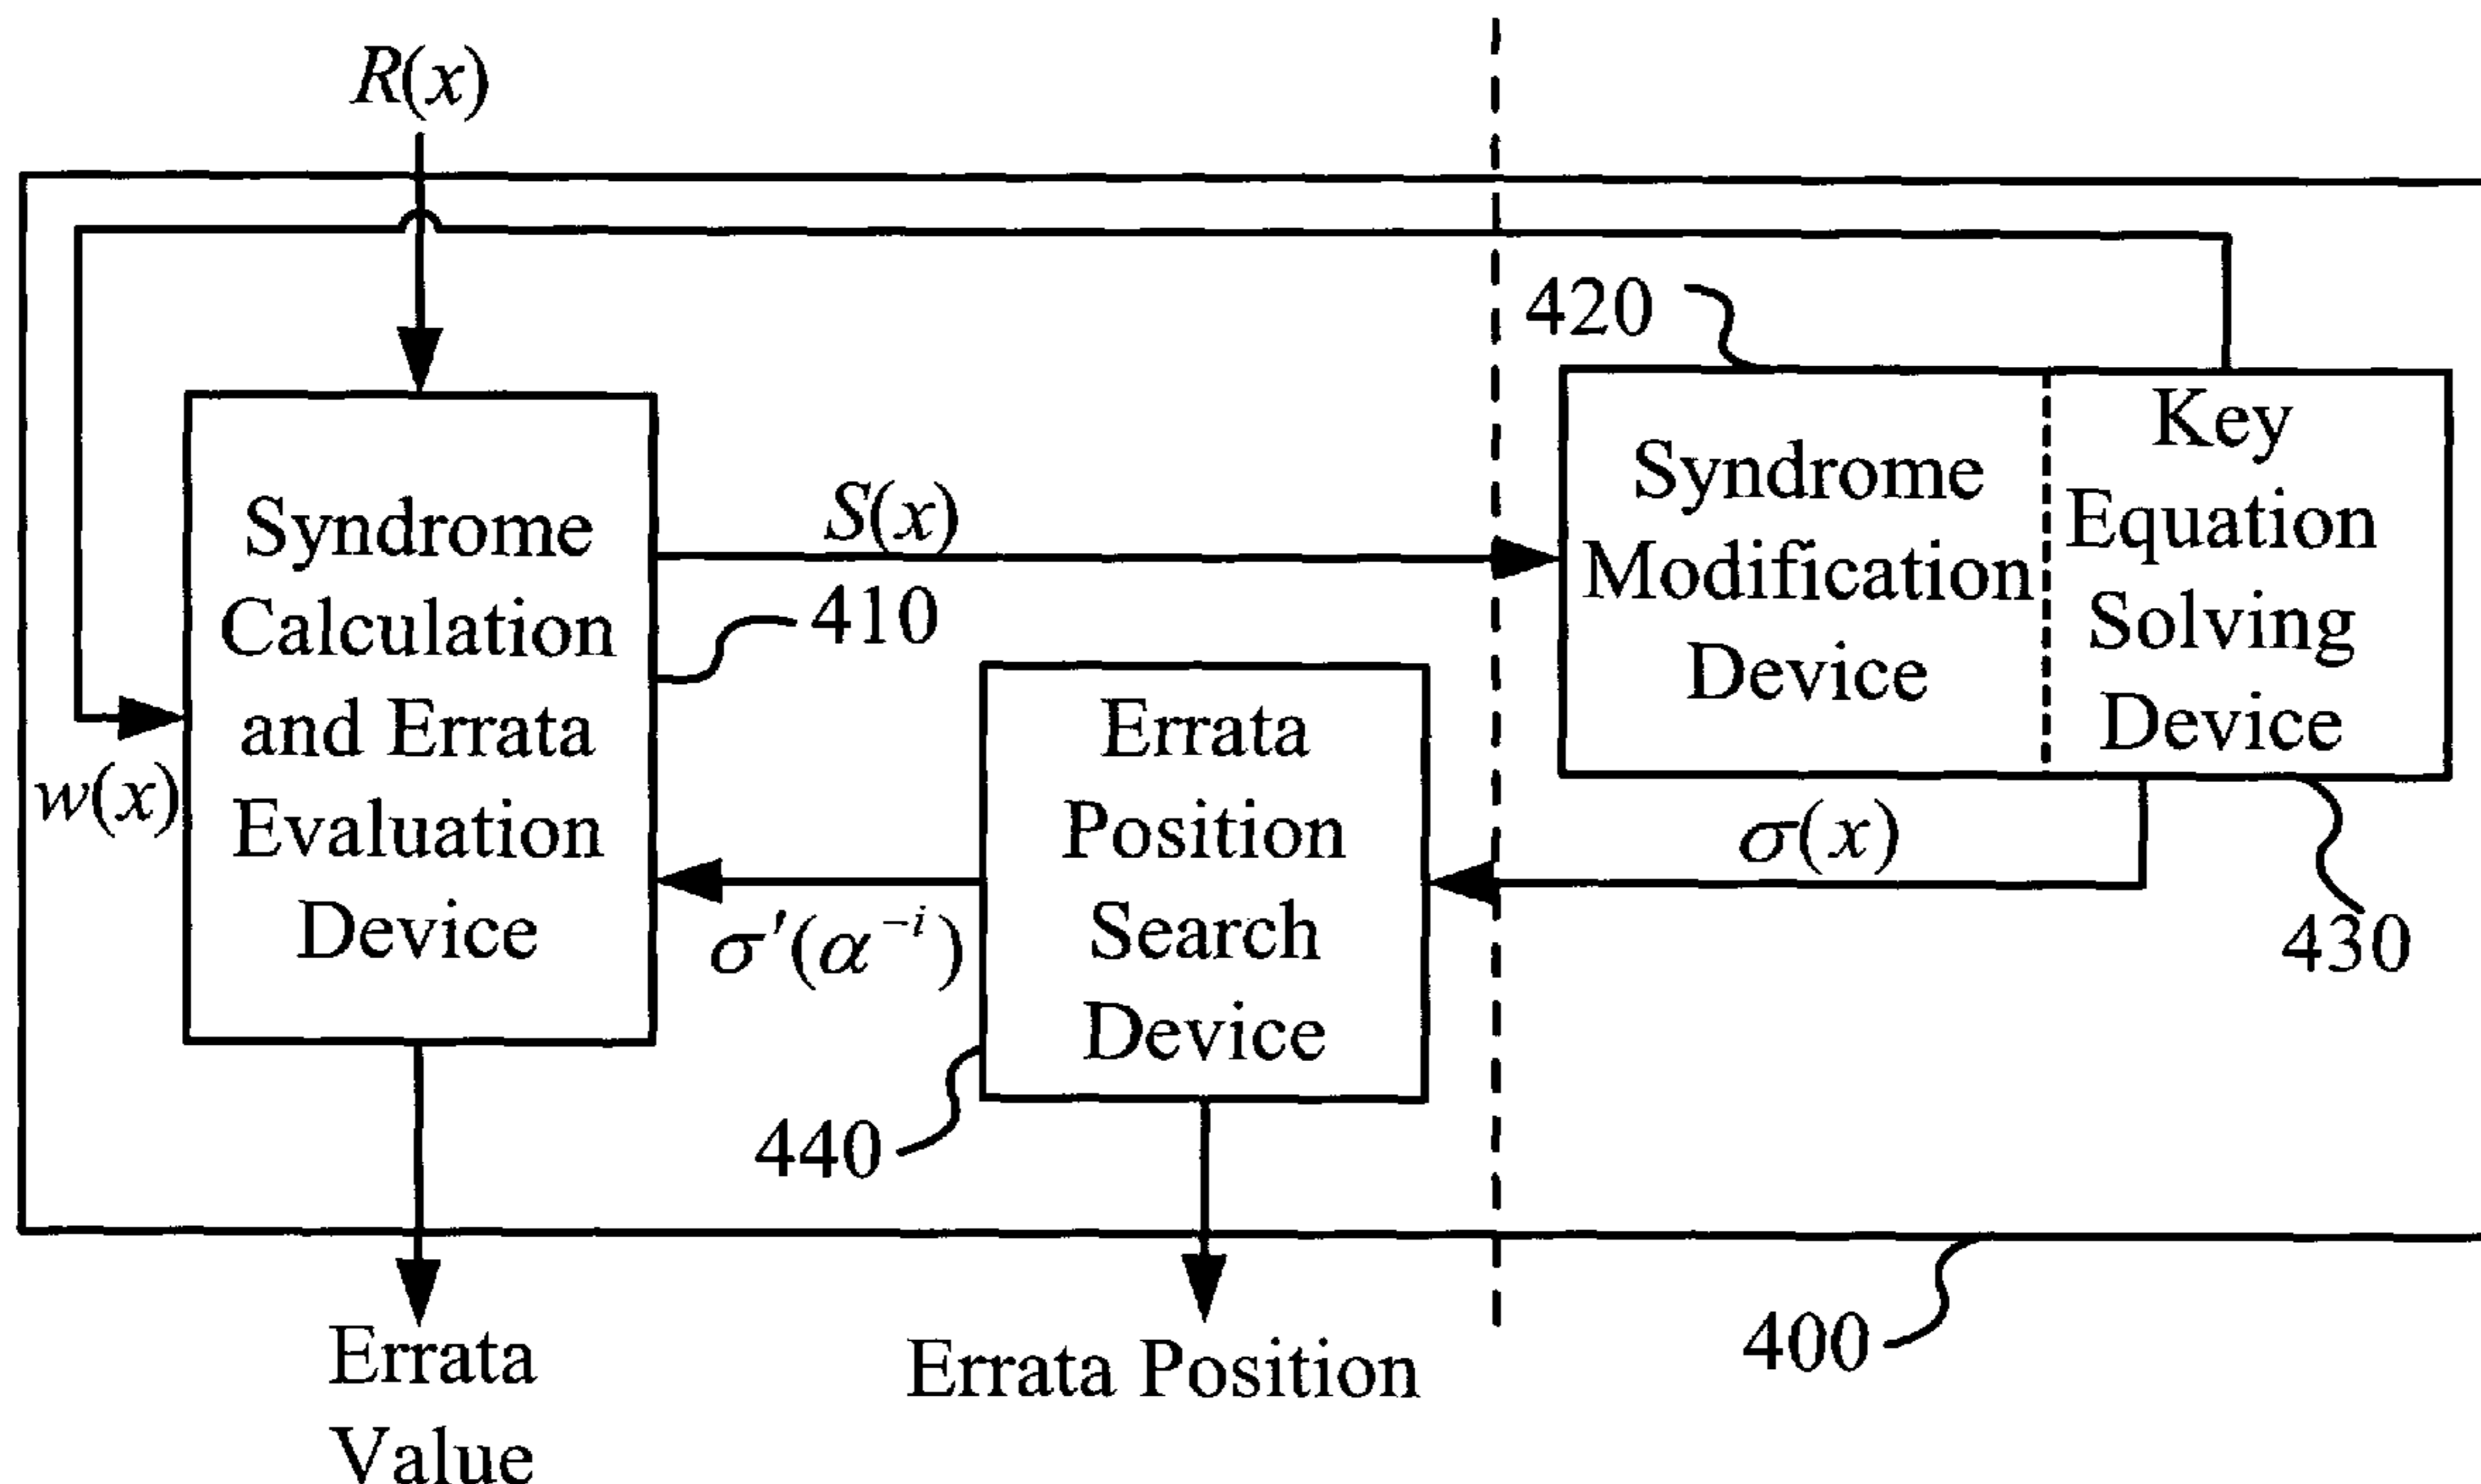 R(x)
420
Syndrome
Modification
Device
Key
Equation
Solving
Device
S(x)
410
Syndrome
Calculation
and Errata
Evaluation
Device
w(x)
Errata
Position
Search
Device
σ(x)
430
σ'(α⁻ⁱ)
440
400
Errata
Value
Errata Position